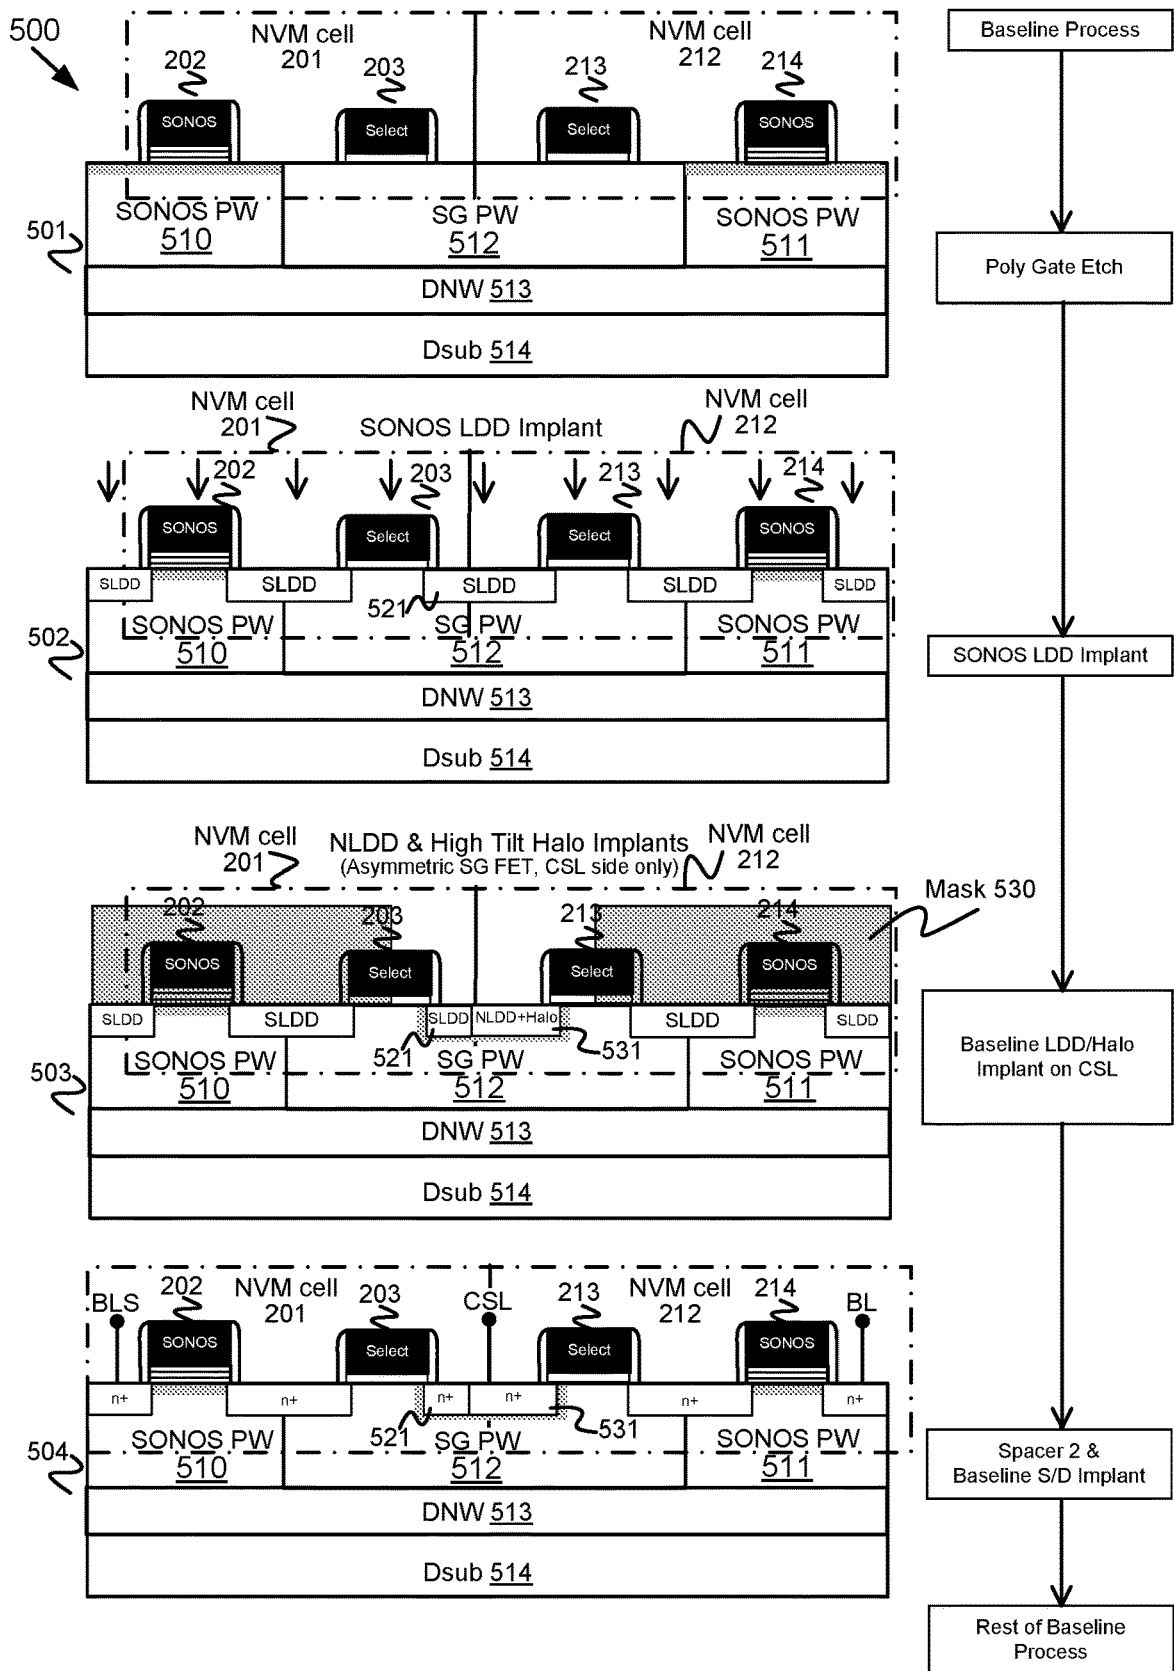 500
NVM cell
201
NVM cell
212
202
203
213
214
SONOS
Select
Select
SONOS
SONOS PW
510
SG PW
512
SONOS PW
511
501
DNW 513
Dsub 514
Baseline Process
Poly Gate Etch
NVM cell
201
SONOS LDD Implant
NVM cell
212
202
203
213
214
SONOS
Select
Select
SONOS
SLDD
SLDD
SLDD
SLDD
SLDD
521
SONOS PW
510
SG PW
512
SONOS PW
511
502
DNW 513
Dsub 514
SONOS LDD Implant
NVM cell
201
NLDD & High Tilt Halo Implants
(Asymmetric SG FET, CSL side only)
NVM cell
212
Mask 530
202
203
213
214
SONOS
Select
Select
SONOS
SLDD
SLDD
SLDD
NLDD+Halo
SLDD
SLDD
521
531
SONOS PW
510
SG PW
512
SONOS PW
511
503
DNW 513
Dsub 514
Baseline LDD/Halo
Implant on CSL
202
NVM cell
201
203
CSL
213
NVM cell
212
214
BLS
BL
SONOS
Select
Select
SONOS
n+
n+
n+
n+
n+
n+
521
531
SONOS PW
510
SG PW
512
SONOS PW
511
504
DNW 513
Dsub 514
Spacer 2 &
Baseline S/D Implant
Rest of Baseline
Process